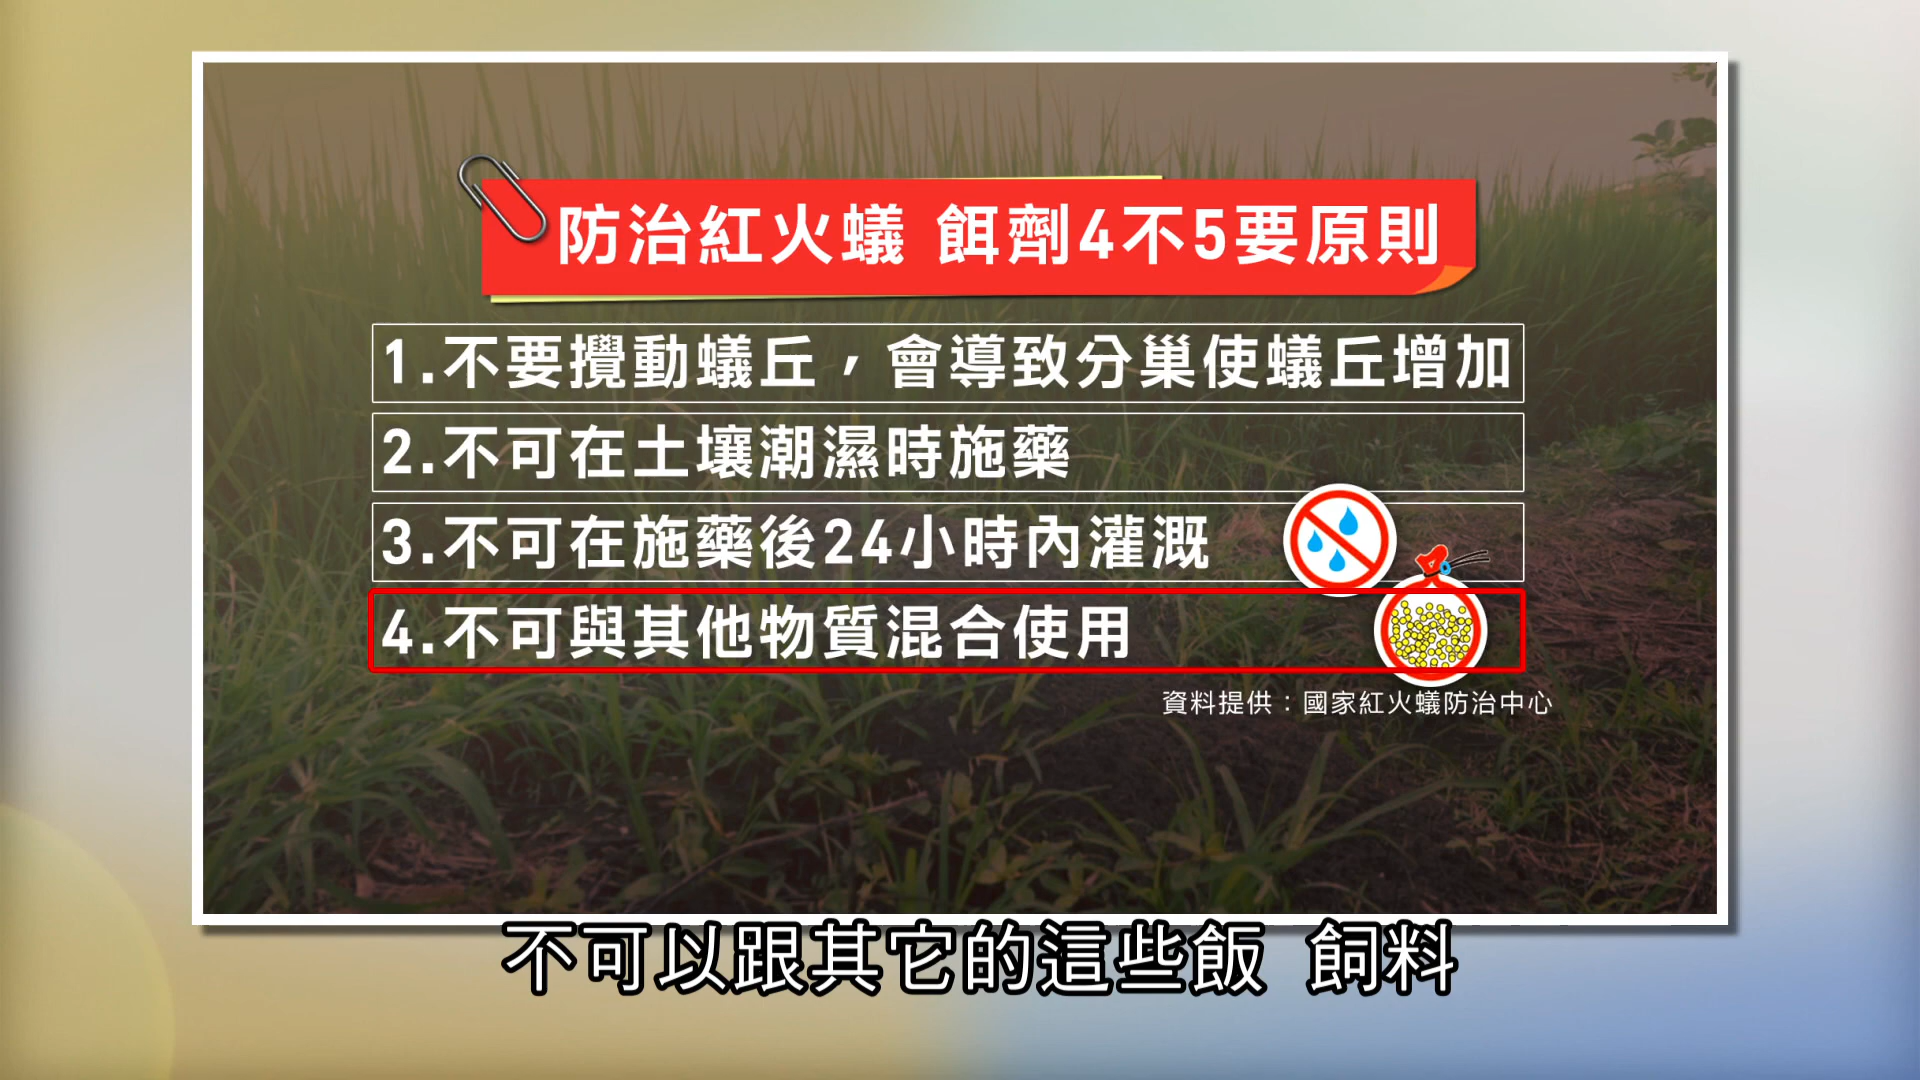 防治紅火蟻 餌劑4不5要原則
1.不要攪動蟻丘，會導致分巢使蟻丘增加
2.不可在土壤潮濕時施藥
3.不可在施藥後24小時內灌溉
4.不可與其他物質混合使用
資料提供：國家紅火蟻防治中心
不可以跟其它的這些飯 飼料